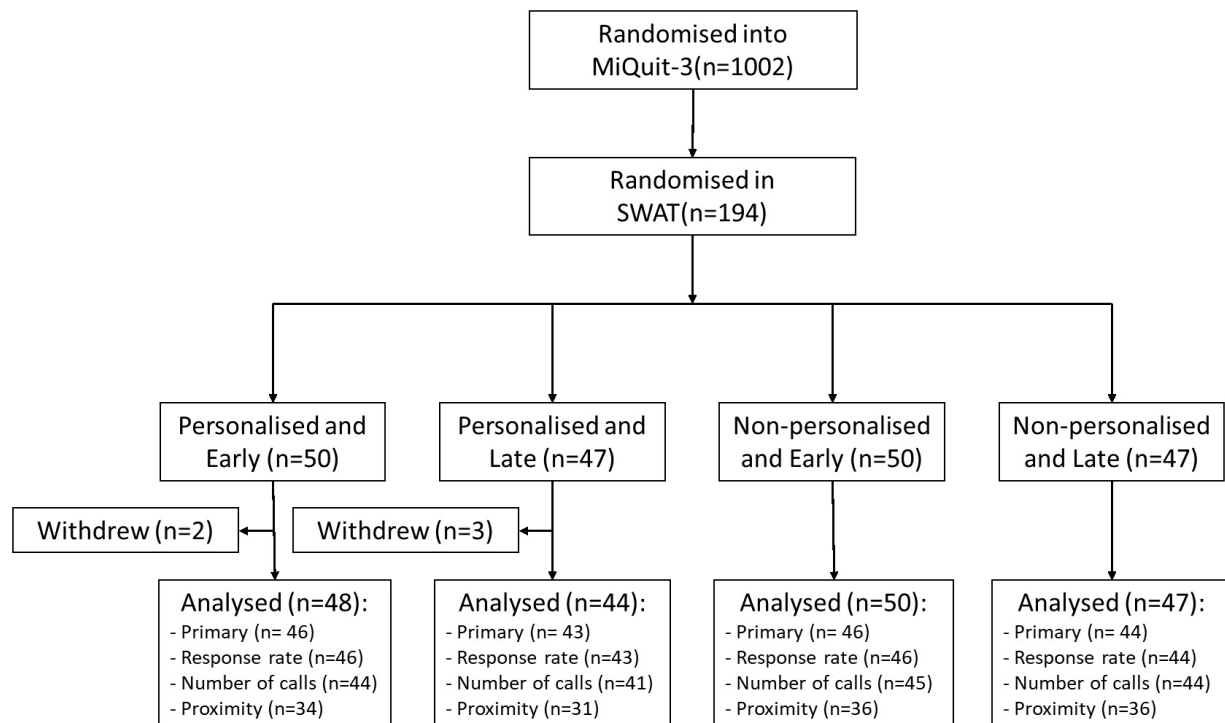 Randomised into
MiQuit-3(n=1002)
Randomised in
SWAT(n=194)
Personalised and
Early (n=50)
Personalised and
Late (n=47)
Non-personalised
and Early (n=50)
Non-personalised
and Late (n=47)
Withdrew (n=2)
Withdrew (n=3)
Analysed (n=48):
- Primary (n= 46)
- Response rate (n=46)
- Number of calls (n=44)
- Proximity (n=34)
Analysed (n=44):
- Primary (n= 43)
- Response rate (n=43)
- Number of calls (n=41)
- Proximity (n=31)
Analysed (n=50):
- Primary (n= 46)
- Response rate (n=46)
- Number of calls (n=45)
- Proximity (n=36)
Analysed (n=47):
- Primary (n= 44)
- Response rate (n=44)
- Number of calls (n=44)
- Proximity (n=36)